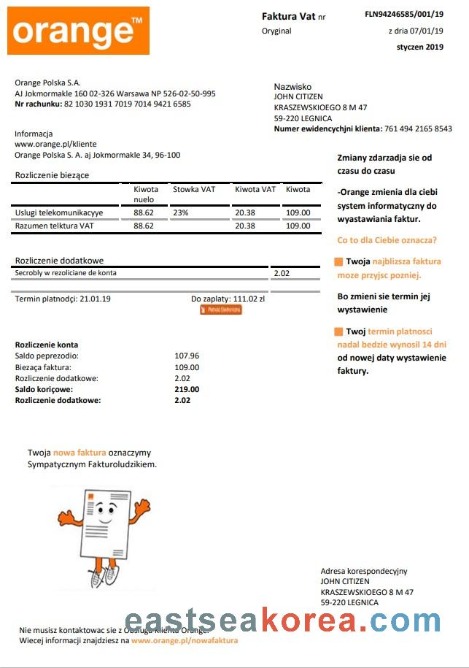 orange™
Faktura Vat nr FLN94246585/001/19
Oryginal z dnia 07/01/19
styczen 2019
Orange Polska S.A.
AJ Jokmormakle 160 02-326 Warsawa NP 526-02-50-995
Nr rachunku: 82 1030 1931 7019 7014 9421 6585
Nazwisko
JOHN CITIZEN
KRASZEWSKIOEGO 8 M 47
59-220 LEGNICA
Numer ewidencychjni klienta: 761 494 2165 8543
Informacja
www.orange.pl/kliente
Orange Polska S. A. aj Jokmormakle 34, 96-100
Rozliczenie bieżące
Kiwota nuelo Stowka VAT Kiwota VAT Kiwota
Uslugi telekomunikacyye 88.62 23% 20.38 109.00
Razumen telktura VAT 88.62 20.38 109.00
Rozliczenie dodatkowe
Secrobly w rezoliciane de konta 2.02
Termin platnodçi: 21.01.19 Do zaplaty: 111.02 zl
Rozliczenie konta
Saldo peprezodio: 107.96
Biezaça faktura: 109.00
Rozliczenie dodatkowe: 2.02
Saldo koriçowe: 219.00
Rozliczenie dodatkowe: 2.02
Zmiany zdarzadja sie od
czasu do czasu
-Orange zmienia dla ciebi
system informatyczny do
wyastawiania faktur.
Co to dla Ciebie oznacza?
Twoja najblizsza faktura
moze przyjsc pozniej.
Bo zmieni sie termin jej
wystawienie
Twoj termin platnosci
nadal bedzie wynosil 14 dni
od nowej daty wystawienie
faktury.
Twoja nowa faktura oznaczymy
Sympatycznym Fakturoludzikiem.
Adresa korespondecyjny
JOHN CITIZEN
KRASZEWSKIOEGO 8 M 47
59-220 LEGNICA
eastseakorea.com
Nie musisz kontaktowac sie z Obsluga Klienta Orange.
Wiecej informacji znajdziesz na www.orange.pl/nowafaktura